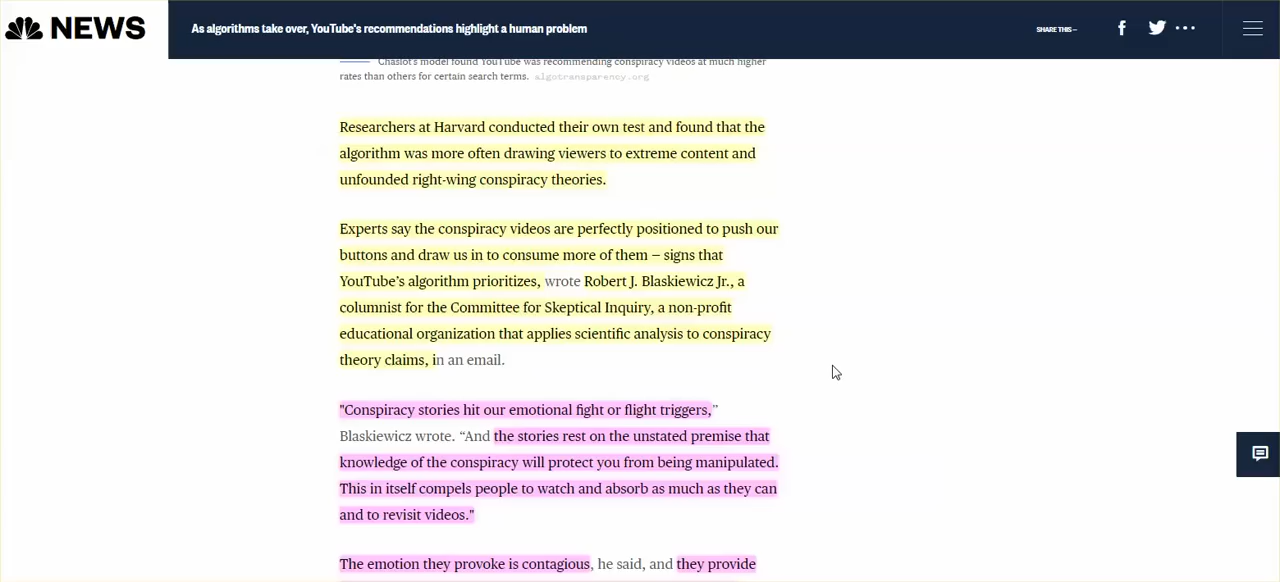 NEWS
As algorithms take over, YouTube's recommendations highlight a human problem
SHARE THIS —
Chaslot's model found YouTube was recommending conspiracy videos at much higher
rates than others for certain search terms. algotransparency.org
Researchers at Harvard conducted their own test and found that the
algorithm was more often drawing viewers to extreme content and
unfounded right-wing conspiracy theories.
Experts say the conspiracy videos are perfectly positioned to push our
buttons and draw us in to consume more of them — signs that
YouTube's algorithm prioritizes, wrote Robert J. Blaskiewicz Jr., a
columnist for the Committee for Skeptical Inquiry, a non-profit
educational organization that applies scientific analysis to conspiracy
theory claims, in an email.
"Conspiracy stories hit our emotional fight or flight triggers,”
Blaskiewicz wrote. “And the stories rest on the unstated premise that
knowledge of the conspiracy will protect you from being manipulated.
This in itself compels people to watch and absorb as much as they can
and to revisit videos."
The emotion they provoke is contagious, he said, and they provide